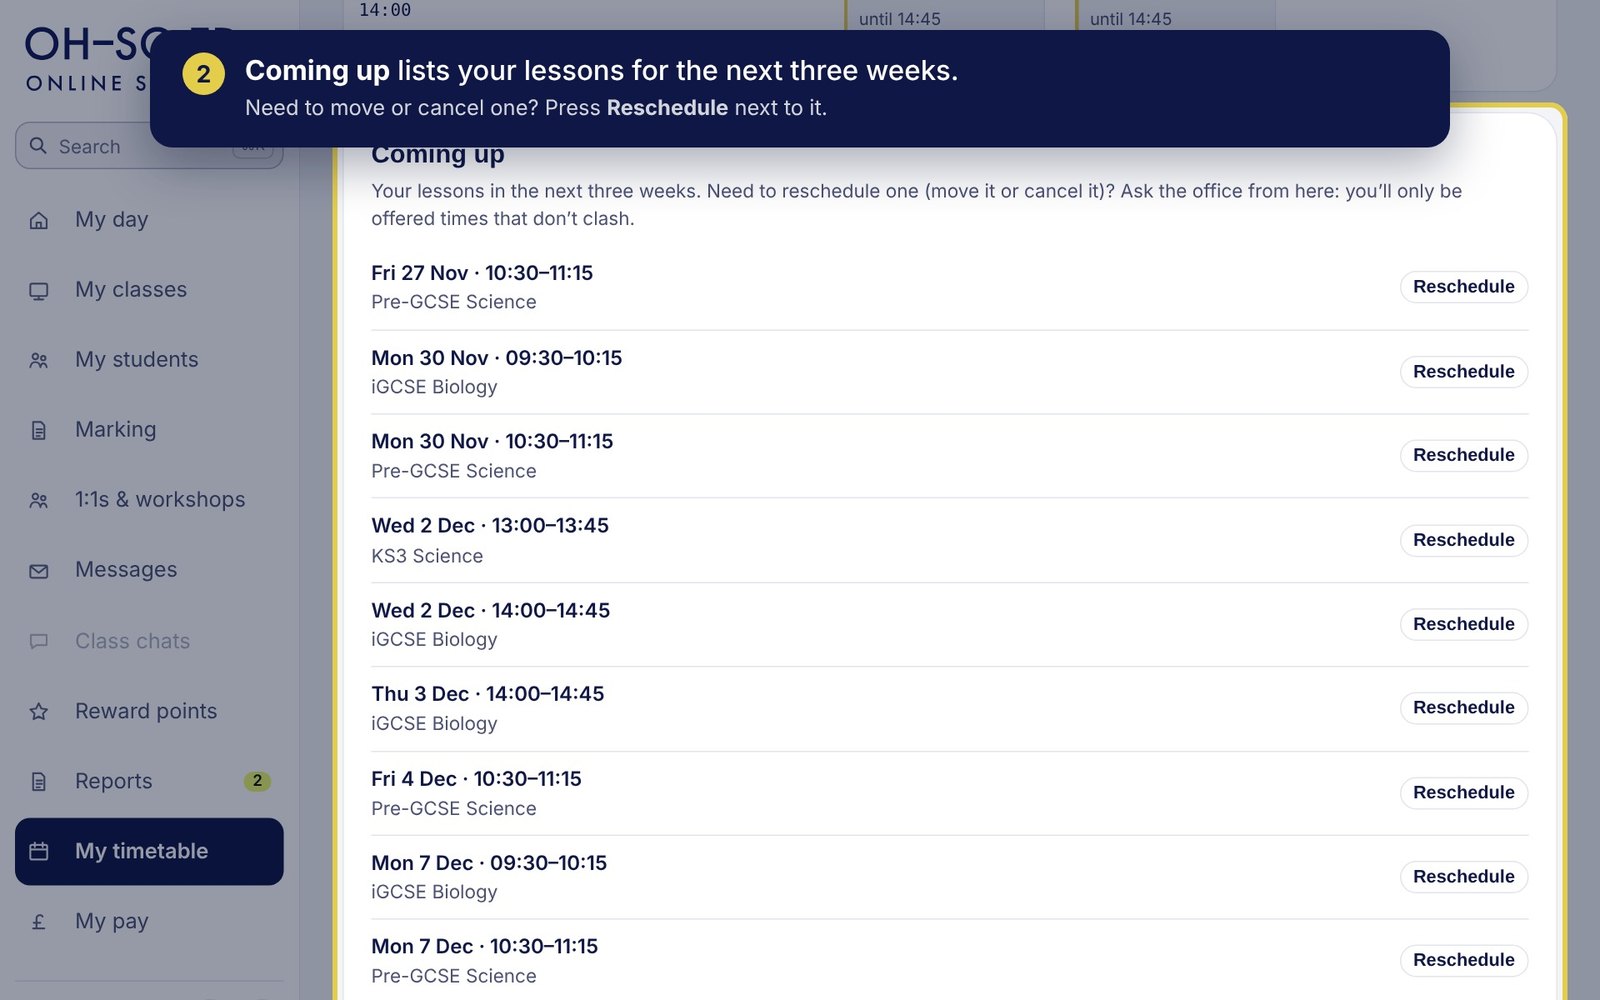 14:00
until 14:45
until 14:45
OH-SO
ONLINE S
2
Coming up lists your lessons for the next three weeks.
Need to move or cancel one? Press Reschedule next to it.
Search
My day
My classes
My students
Marking
1:1s & workshops
Messages
Class chats
Reward points
Reports
2
My timetable
My pay
Coming up
Your lessons in the next three weeks. Need to reschedule one (move it or cancel it)? Ask the office from here: you’ll only be
offered times that don’t clash.
Fri 27 Nov · 10:30–11:15
Pre-GCSE Science
Reschedule
Mon 30 Nov · 09:30–10:15
iGCSE Biology
Reschedule
Mon 30 Nov · 10:30–11:15
Pre-GCSE Science
Reschedule
Wed 2 Dec · 13:00–13:45
KS3 Science
Reschedule
Wed 2 Dec · 14:00–14:45
iGCSE Biology
Reschedule
Thu 3 Dec · 14:00–14:45
iGCSE Biology
Reschedule
Fri 4 Dec · 10:30–11:15
Pre-GCSE Science
Reschedule
Mon 7 Dec · 09:30–10:15
iGCSE Biology
Reschedule
Mon 7 Dec · 10:30–11:15
Pre-GCSE Science
Reschedule